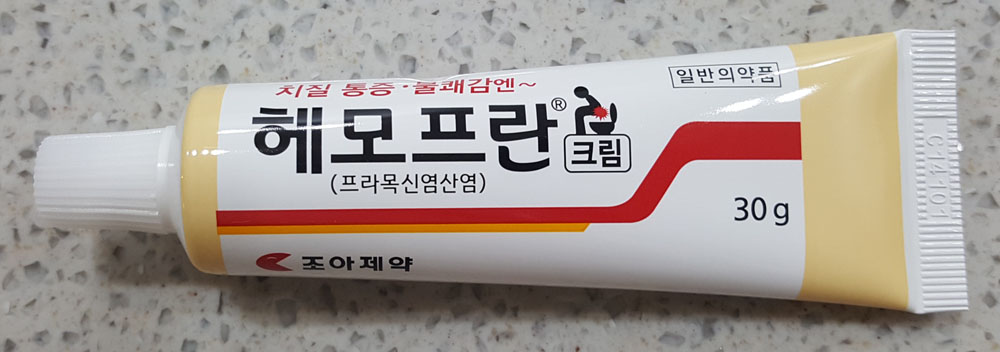 치질 통증·불쾌감엔~
일반의약품
헤모프란®
크림
(프라목신염산염)
30g
조아제약
C141101